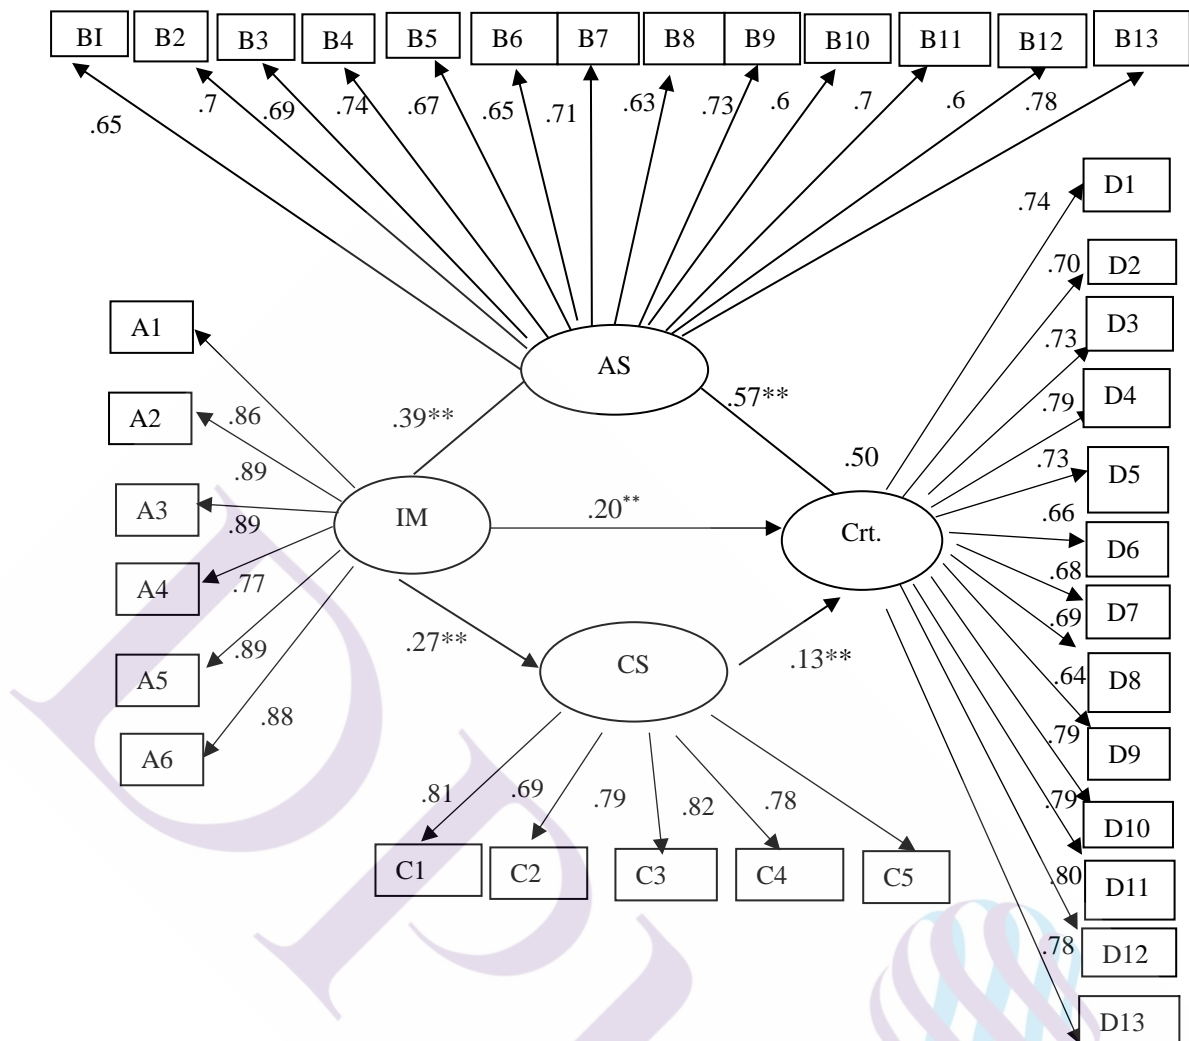 BI B2 B3 B4 B5 B6 B7 B8 B9 B10 B11 B12 B13
.65 .7 .69 .74 .67 .65 .71 .63 .73 .6 .7 .6 .78
D1
.74
D2
.70
D3
.73
D4
.79
D5
.73
D6
.66
D7
.68
D8
.69
D9
.64
D10
.79
D11
.79
D12
.80
D13
.78
AS
.39**
.57**
.50
A1
A2
.86
A3
.89
A4
.89
A5
.77
A6
.89
.88
IM
.20**
Crt.
.27**
CS
.13**
.81 .69 .79 .82 .78
C1 C2 C3 C4 C5
DPI